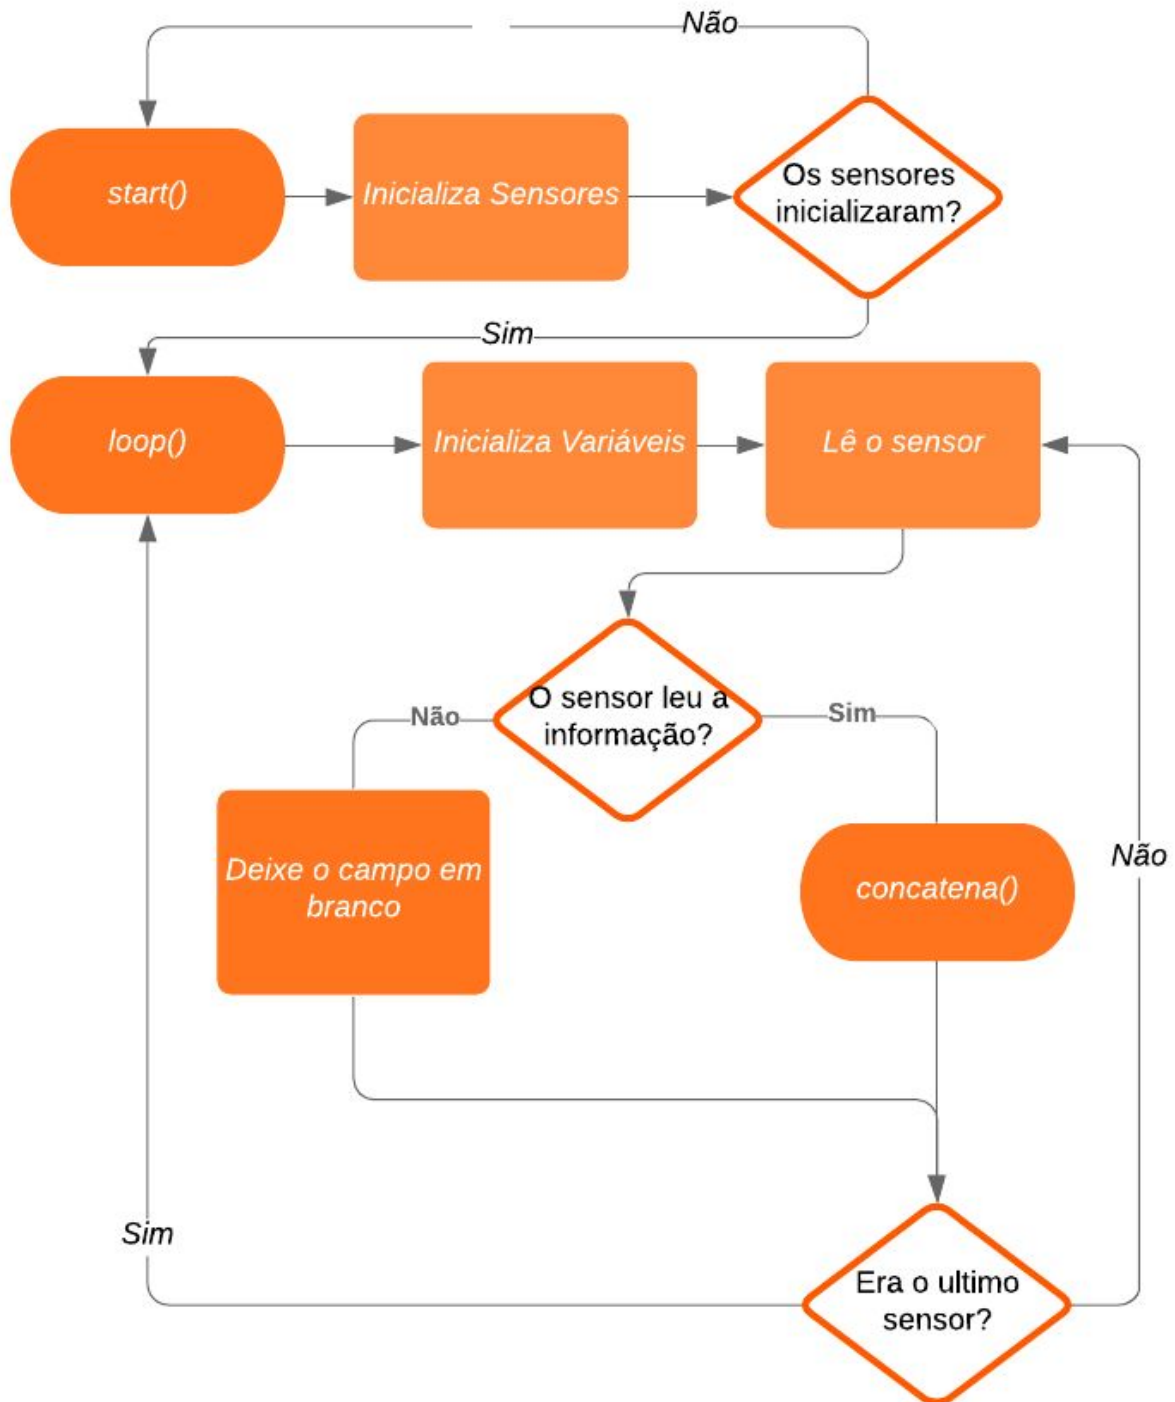 Não
start()
Inicializa Sensores
Os sensores
inicializaram?
Sim
loop()
Inicializa Variáveis
Lê o sensor
O sensor leu a
informação?
Não
Sim
Deixe o campo em
branco
concatena()
Não
Sim
Era o ultimo
sensor?